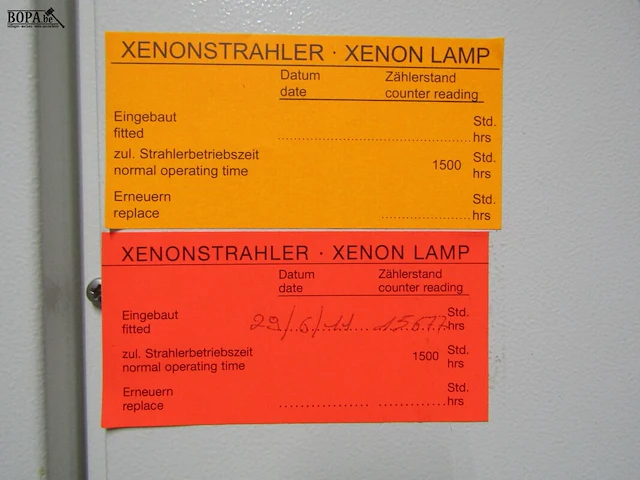 BOPA.be
XENONSTRAHLER · XENON LAMP
Datum Zählerstand
date counter reading
Eingebaut Std.
fitted hrs
zul. Strahlerbetriebszeit 1500 Std.
normal operating time hrs
Erneuern Std.
replace hrs
XENONSTRAHLER · XENON LAMP
Datum Zählerstand
date counter reading
Eingebaut Std.
fitted 29/6/11 15.677 hrs
zul. Strahlerbetriebszeit 1500 Std.
normal operating time hrs
Erneuern Std.
replace hrs